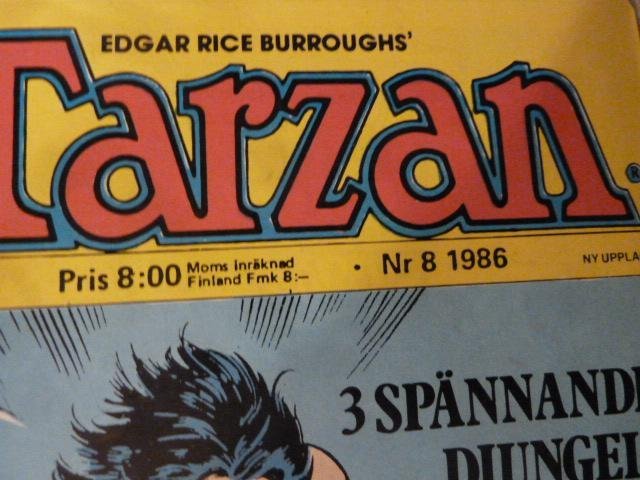 EDGAR RICE BURROUGHS'
Tarzan®
Pris 8:00 Moms Inräknad
Finland Fmk 8:–
• Nr 8 1986
NY UPPLA
3 SPÄNNANDE
DJUNGEL